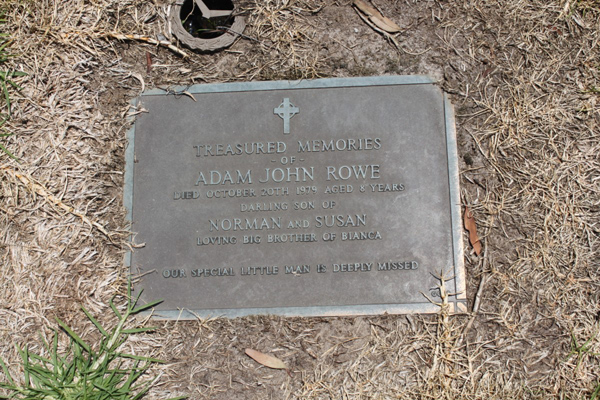 TREASURED MEMORIES
- OF -
ADAM JOHN ROWE
DIED OCTOBER 20TH 1979 AGED 8 YEARS
DARLING SON OF
NORMAN AND SUSAN
LOVING BIG BROTHER OF BIANCA
OUR SPECIAL LITTLE MAN IS DEEPLY MISSED